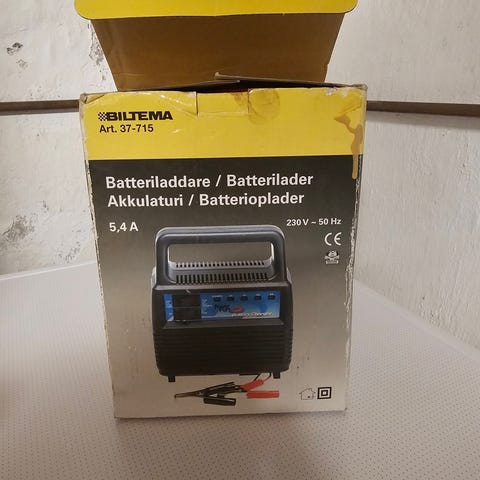 BILTEMA
Art. 37-715
Batteriladdare / Batterilader
Akkulaturi / Batterioplader
5,4 A
230 V ~ 50 Hz
CE